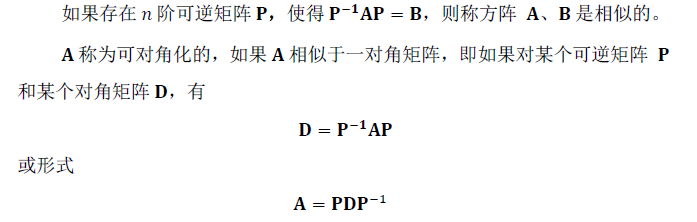 如果存在 n 阶可逆矩阵 P，使得 P⁻¹AP = B，则称方阵 A、B 是相似的。
A 称为可对角化的，如果 A 相似于一对角矩阵，即如果对某个可逆矩阵 P
和某个对角矩阵 D，有
D = P⁻¹AP
或形式
A = PDP⁻¹